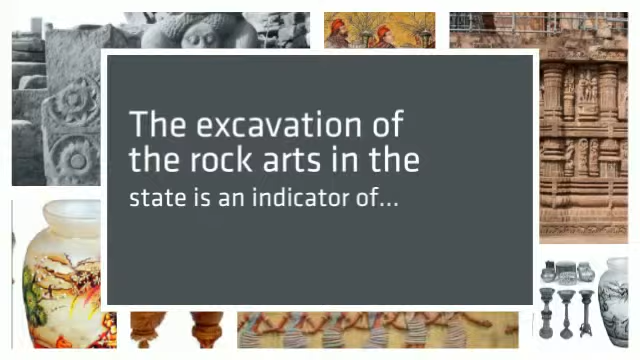 The excavation of
the rock arts in the
state is an indicator of...